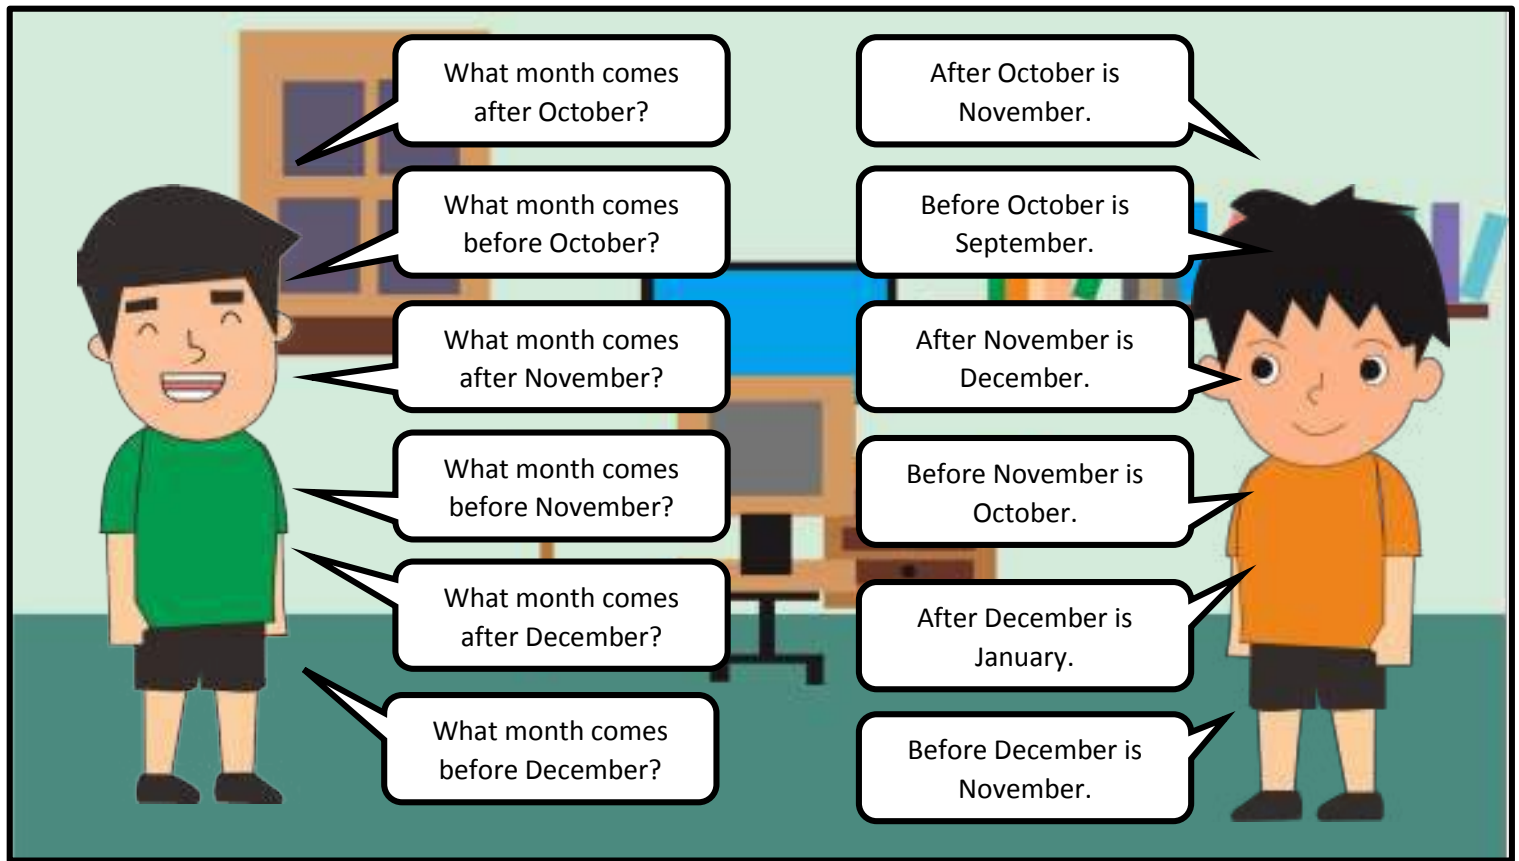 What month comes
after October?
After October is
November.
What month comes
before October?
Before October is
September.
What month comes
after November?
After November is
December.
What month comes
before November?
Before November is
October.
What month comes
after December?
After December is
January.
What month comes
before December?
Before December is
November.